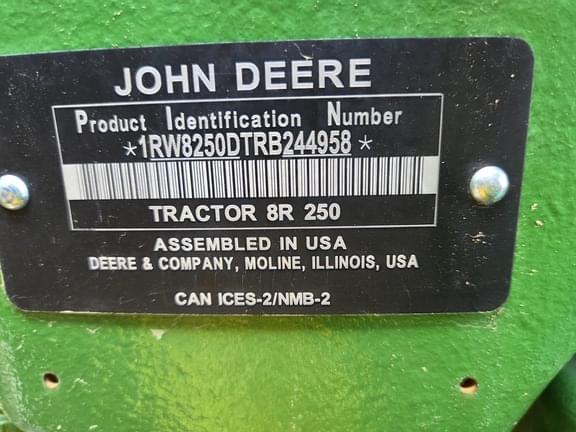 JOHN DEERE
Product Identification Number
*1RW8250DTRB244958*
TRACTOR 8R 250
ASSEMBLED IN USA
DEERE & COMPANY, MOLINE, ILLINOIS, USA
CAN ICES-2/NMB-2